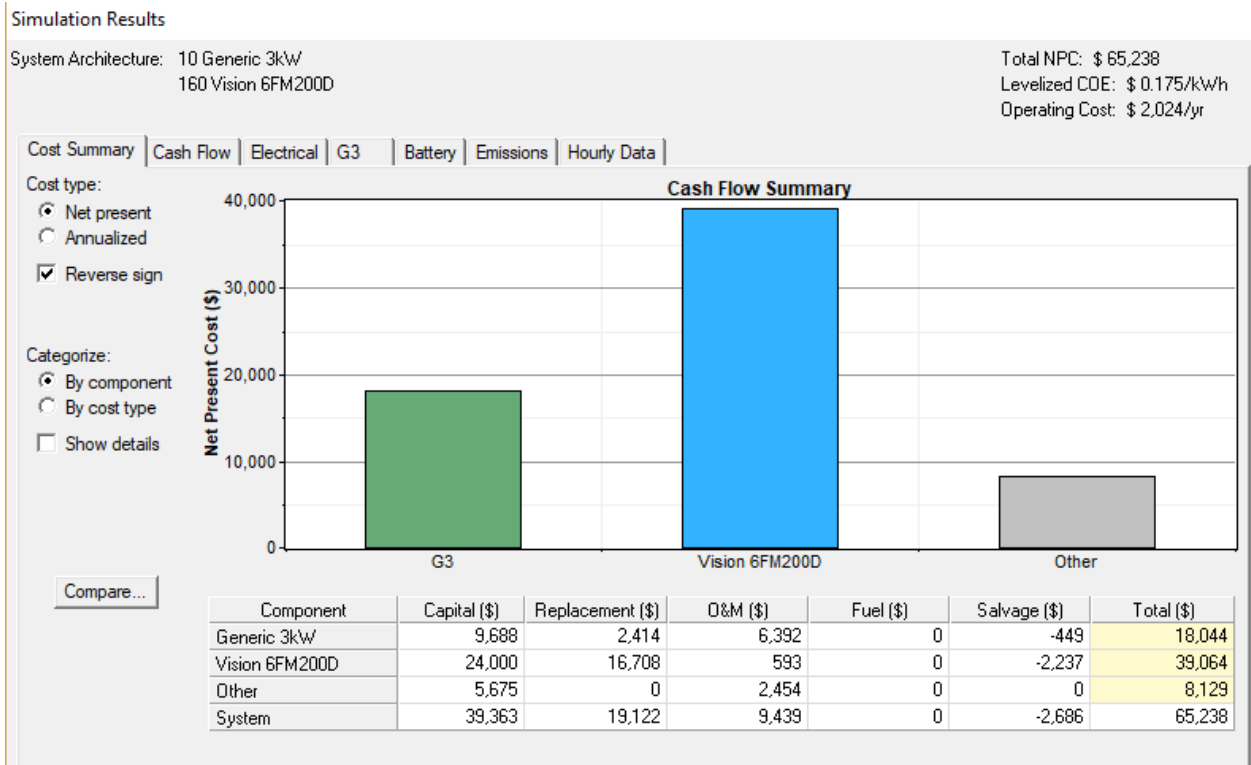 Simulation Results
System Architecture: 10 Generic 3kW
160 Vision 6FM200D
Total NPC: $ 65,238
Levelized COE: $ 0.175/kWh
Operating Cost: $ 2,024/yr
Cost Summary Cash Flow Electrical G3 Battery Emissions Hourly Data
Cost type:
Net present
Annualized
Reverse sign
Categorize:
By component
By cost type
Show details
Compare...
Cash Flow Summary
Net Present Cost ($)
40,000
30,000
20,000
10,000
0
G3 Vision 6FM200D Other
Component Capital ($) Replacement ($) O&M ($) Fuel ($) Salvage ($) Total ($)
Generic 3kW 9,688 2,414 6,392 0 -449 18,044
Vision 6FM200D 24,000 16,708 593 0 -2,237 39,064
Other 5,675 0 2,454 0 0 8,129
System 39,363 19,122 9,439 0 -2,686 65,238